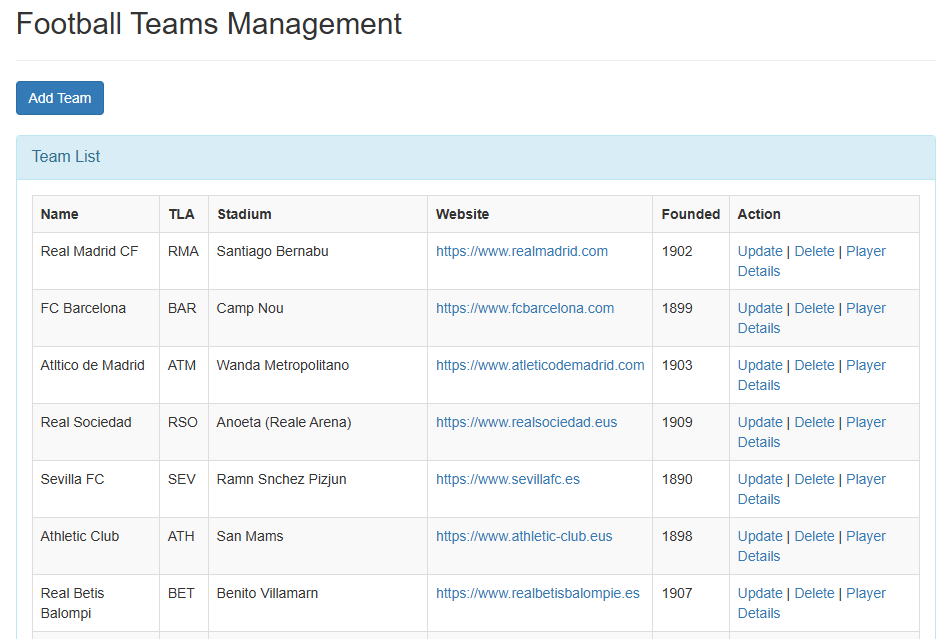 Football Teams Management
Add Team
Team List
Name TLA Stadium Website Founded Action
Real Madrid CF RMA Santiago Bernabu https://www.realmadrid.com 1902 Update | Delete | Player
Details
FC Barcelona BAR Camp Nou https://www.fcbarcelona.com 1899 Update | Delete | Player
Details
Atltico de Madrid ATM Wanda Metropolitano https://www.atleticodemadrid.com 1903 Update | Delete | Player
Details
Real Sociedad RSO Anoeta (Reale Arena) https://www.realsociedad.eus 1909 Update | Delete | Player
Details
Sevilla FC SEV Ramn Snchez Pizjun https://www.sevillafc.es 1890 Update | Delete | Player
Details
Athletic Club ATH San Mams https://www.athletic-club.eus 1898 Update | Delete | Player
Details
Real Betis BET Benito Villamarn https://www.realbetisbalompie.es 1907 Update | Delete | Player
Balompi Details